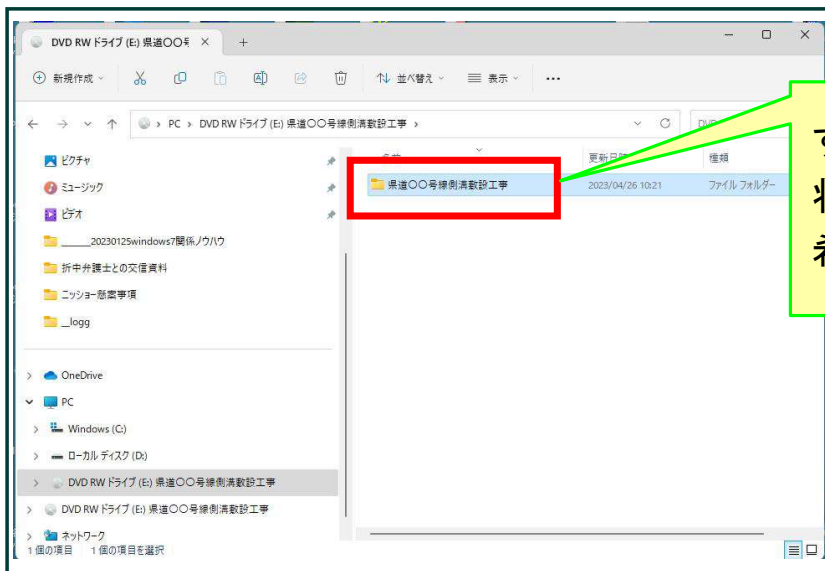 DVD RW ドライブ (E:) 県道〇〇号
新規作成
並べ替え
表示
PC > DVD RW ドライブ (E:) 県道〇〇号線側溝敷設工事 >
更新日時
種類
ピクチャ
県道〇〇号線側溝敷設工事
2023/04/26 10:21
ファイル フォルダー
ミュージック
ビデオ
______20230125windows7関係ノウハウ
折中弁護士との交信資料
ニッショー懸案事項
__logg
OneDrive
PC
Windows (C:)
ローカル ディスク (D:)
DVD RW ドライブ (E:) 県道〇〇号線側溝敷設工事
DVD RW ドライブ (E:) 県道〇〇号線側溝敷設工事
ネットワーク
1 個の項目 1 個の項目を選択